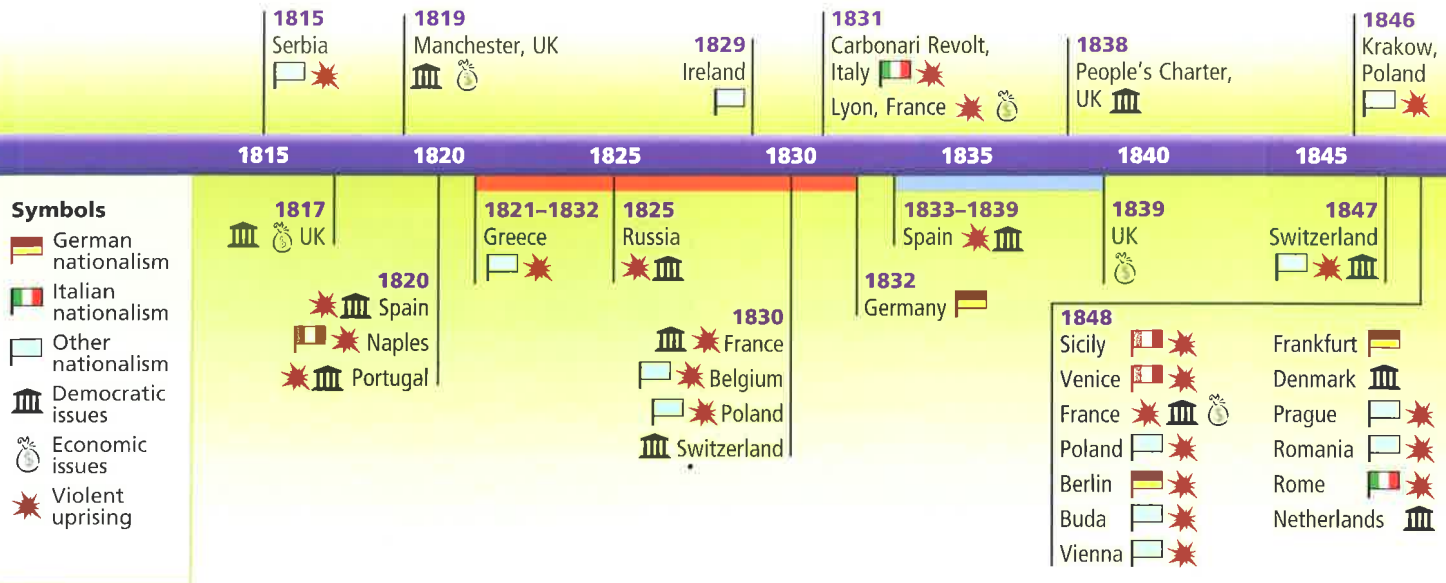 1815
Serbia
1819
Manchester, UK
1829
Ireland
1831
Carbonari Revolt,
Italy
Lyon, France
1838
People's Charter,
UK
1846
Krakow,
Poland
1815 1820 1825 1830 1835 1840 1845
Symbols
German
nationalism
Italian
nationalism
Other
nationalism
Democratic
issues
Economic
issues
Violent
uprising
1817
UK
1820
Spain
Naples
Portugal
1821–1832
Greece
1825
Russia
1830
France
Belgium
Poland
Switzerland
1832
Germany
1833–1839
Spain
1839
UK
1847
Switzerland
1848
Sicily
Venice
France
Poland
Berlin
Buda
Vienna
Frankfurt
Denmark
Prague
Romania
Rome
Netherlands